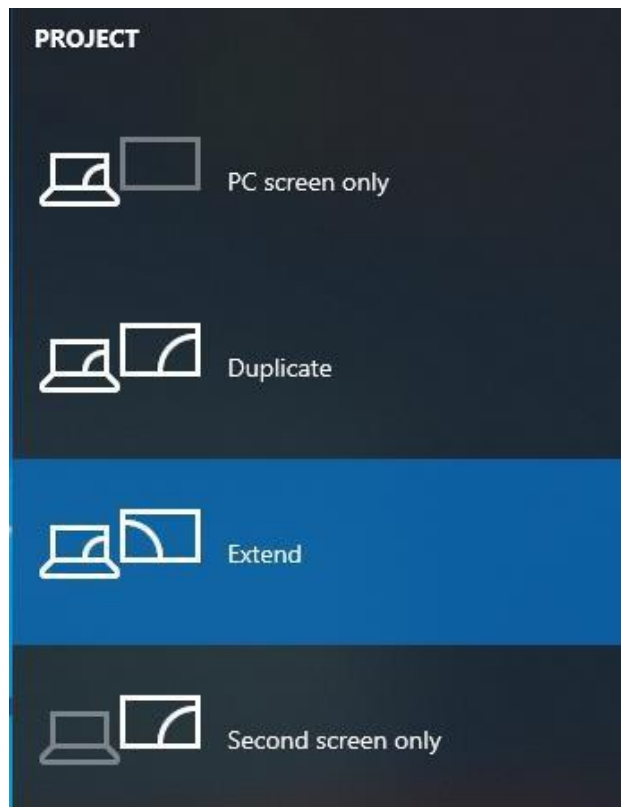 PROJECT
PC screen only
Duplicate
Extend
Second screen only